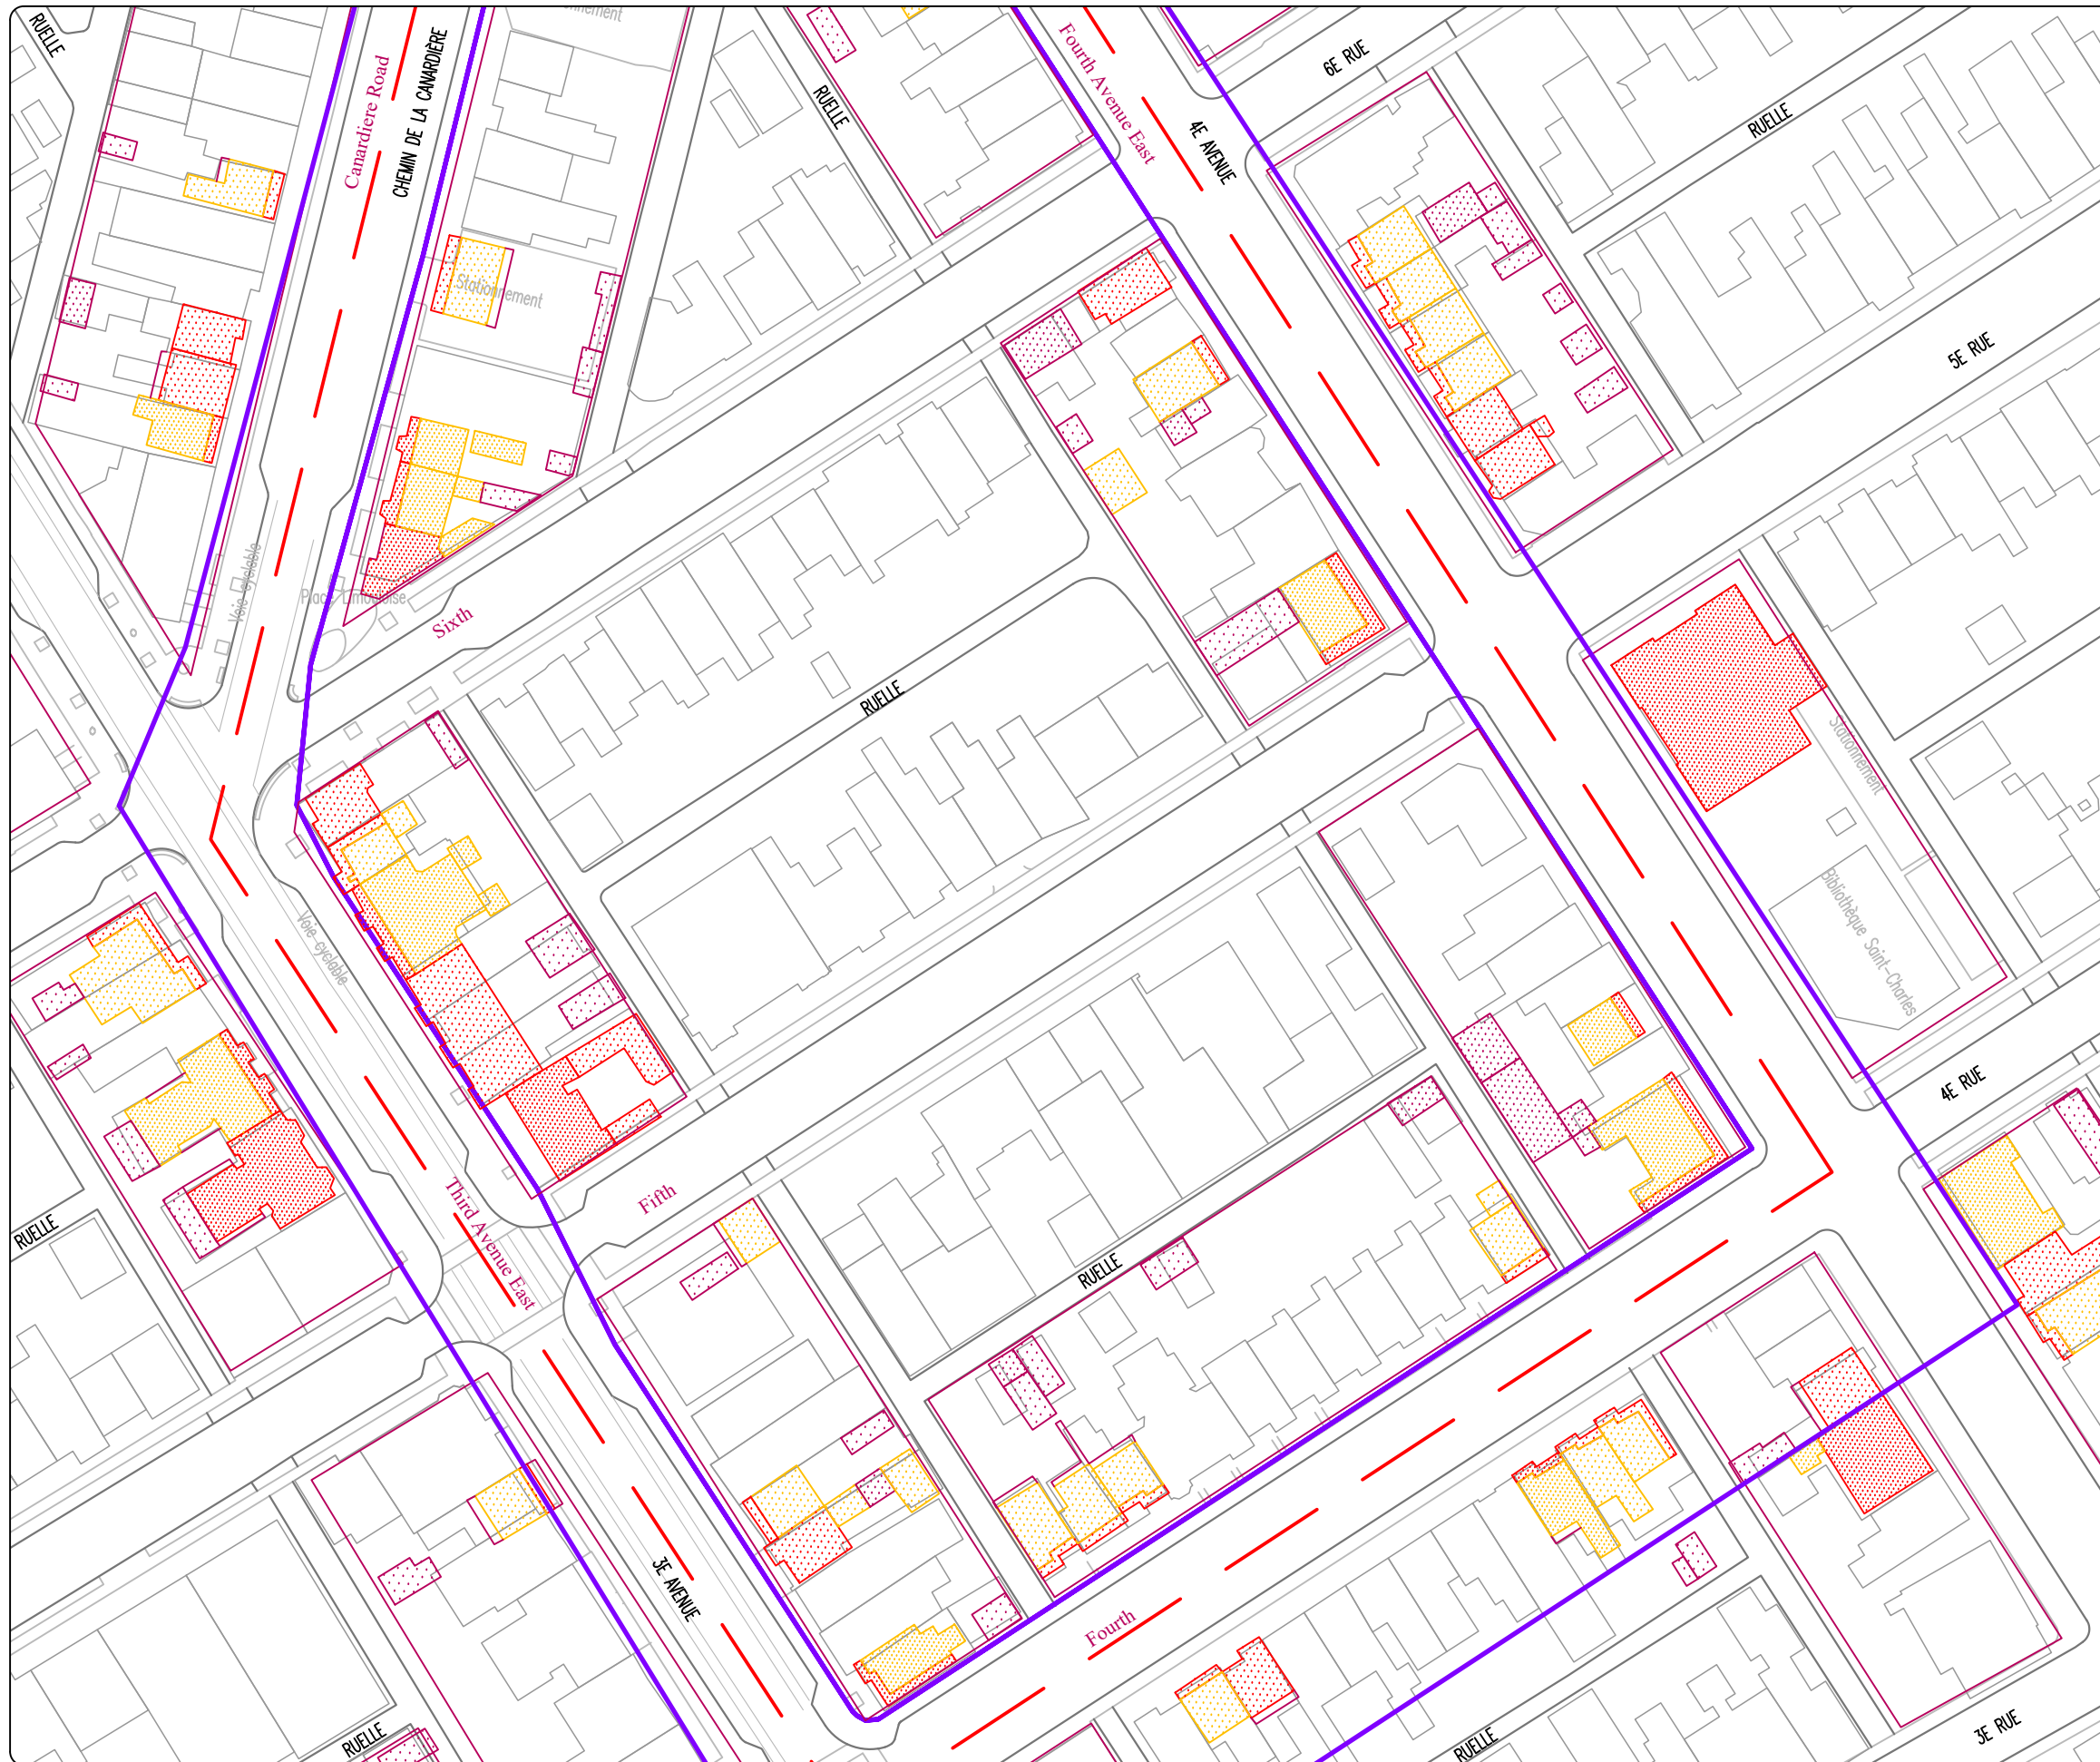 RUELLE
nnement
Canardiere Road
CHEMIN DE LA CANARDIÈRE
RUELLE
Fourth Avenue East
4E AVENUE
6E RUE
RUELLE
Stationnement
5E RUE
Voie cyclable
Place Limouloise
Sixth
RUELLE
Stationnement
Voie cyclable
Bibliothèque Saint-Charles
4E RUE
RUELLE
Third Avenue East
Fifth
RUELLE
3E AVENUE
Fourth
RUELLE
RUELLE
3E RUE